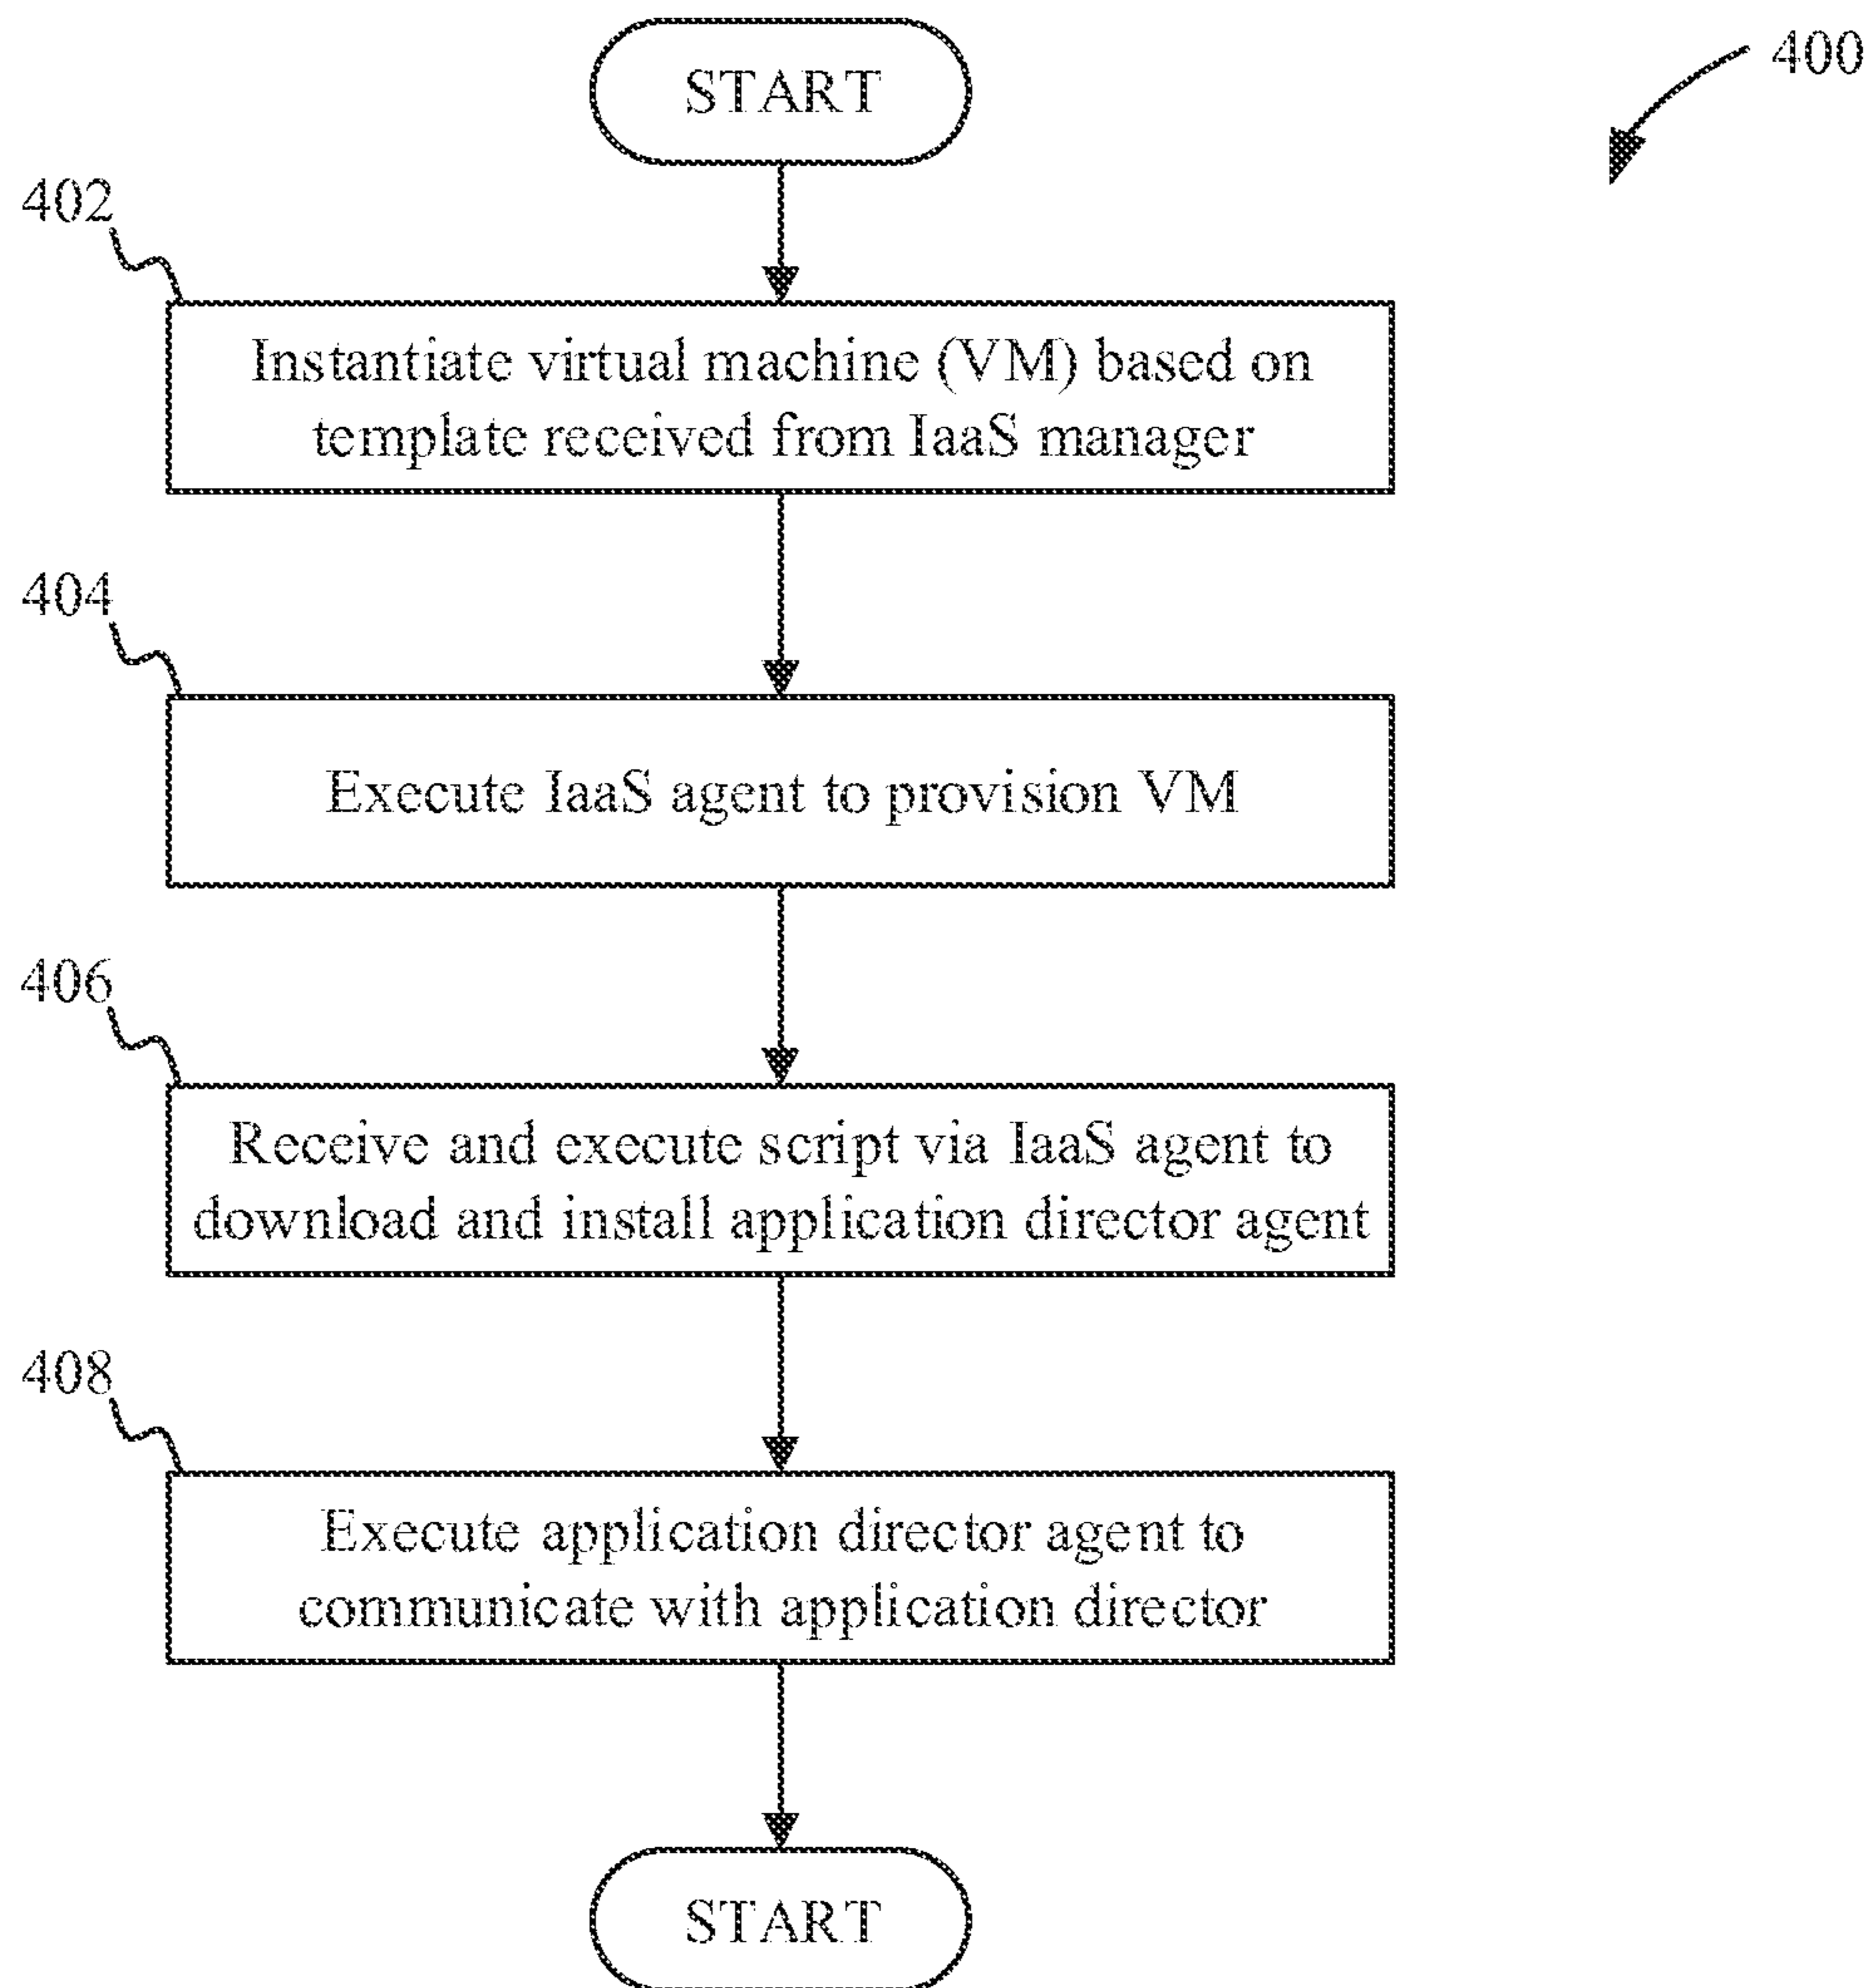 START
400
402
Instantiate virtual machine (VM) based on
template received from IaaS manager
404
Execute IaaS agent to provision VM
406
Receive and execute script via IaaS agent to
download and install application director agent
408
Execute application director agent to
communicate with application director
START